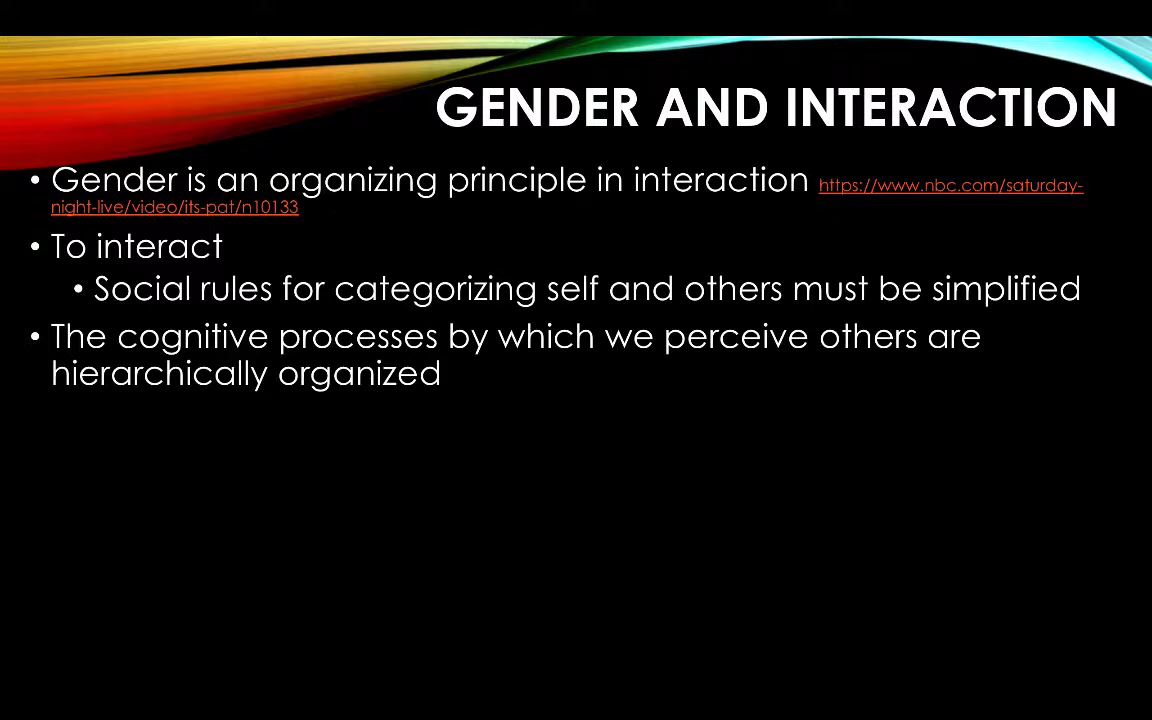 GENDER AND INTERACTION
• Gender is an organizing principle in interaction https://www.nbc.com/saturday-
night-live/video/its-pat/n10133
• To interact
• Social rules for categorizing self and others must be simplified
• The cognitive processes by which we perceive others are
hierarchically organized